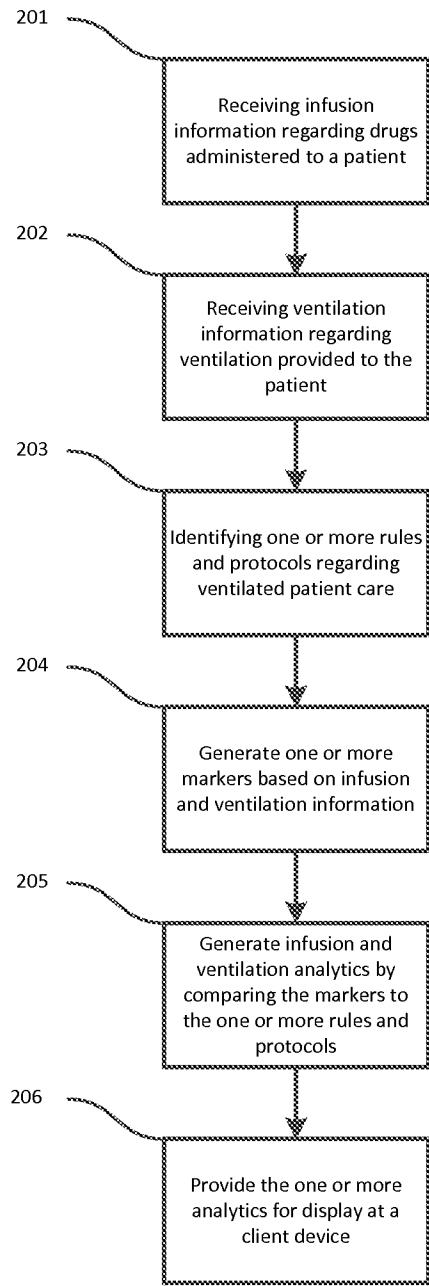 201
Receiving infusion
information regarding drugs
administered to a patient
202
Receiving ventilation
information regarding
ventilation provided to the
patient
203
Identifying one or more rules
and protocols regarding
ventilated patient care
204
Generate one or more
markers based on infusion
and ventilation information
205
Generate infusion and
ventilation analytics by
comparing the markers to
the one or more rules and
protocols
206
Provide the one or more
analytics for display at a
client device